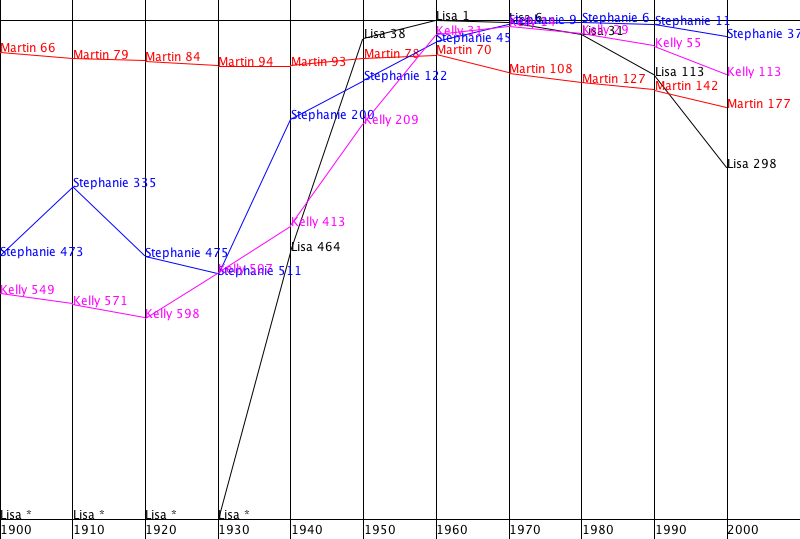 Lisa 1
Lisa 6
Stephanie 9
Stephanie 6
Stephanie 11
Lisa 38
Kelly 31
Lisa 31
Stephanie 37
Stephanie 45
Kelly 55
Martin 66
Martin 79
Martin 84
Martin 94
Martin 93
Martin 78
Martin 70
Martin 108
Lisa 113
Kelly 113
Stephanie 122
Martin 127
Martin 142
Martin 177
Stephanie 200
Kelly 209
Lisa 298
Stephanie 335
Kelly 413
Stephanie 473
Stephanie 475
Lisa 464
Stephanie 511
Kelly 549
Kelly 571
Kelly 598
Lisa *
Lisa *
Lisa *
Lisa *
1900
1910
1920
1930
1940
1950
1960
1970
1980
1990
2000